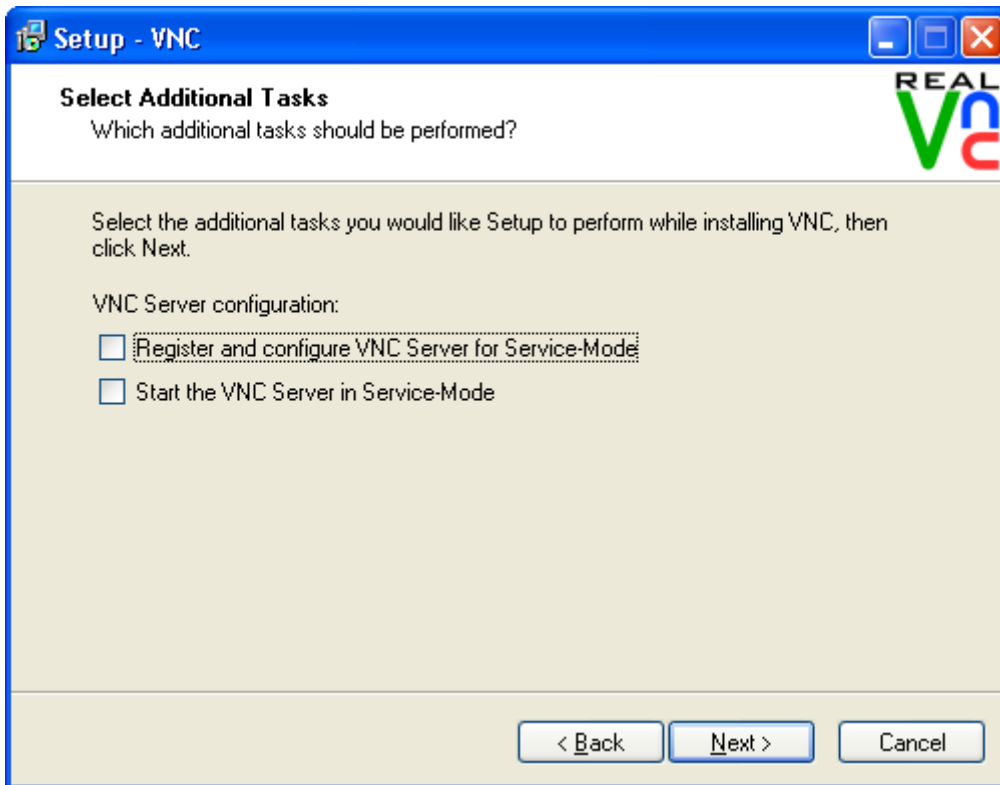 Setup - VNC
REAL
VNC
Select Additional Tasks
Which additional tasks should be performed?
Select the additional tasks you would like Setup to perform while installing VNC, then
click Next.
VNC Server configuration:
Register and configure VNC Server for Service-Mode
Start the VNC Server in Service-Mode
< Back
Next >
Cancel